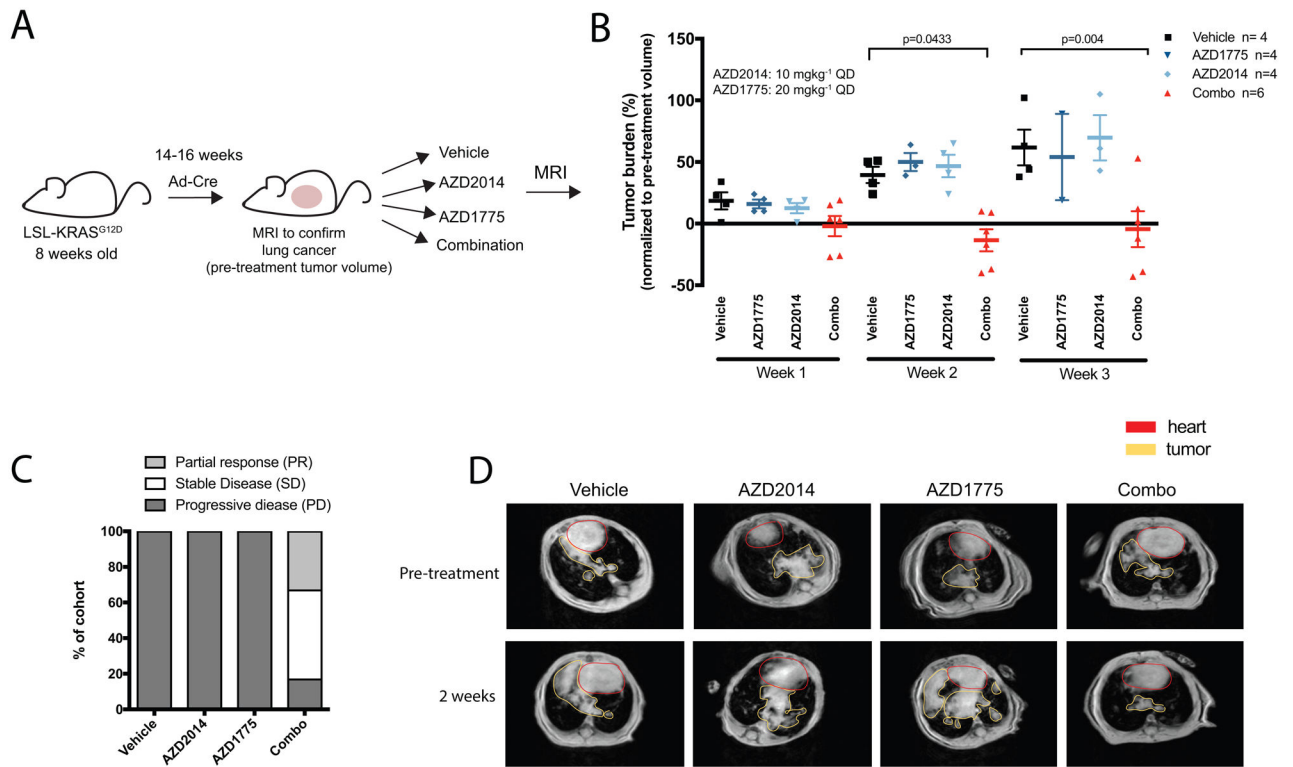 A
14-16 weeks
Ad-Cre
LSL-KRASG12D
8 weeks old
MRI to confirm
lung cancer
(pre-treatment tumor volume)
Vehicle
AZD2014
AZD1775
Combination
MRI
B
Tumor burden (%)
(normalized to pre-treatment volume)
150
100
50
0
-50
AZD2014: 10 mgkg-1 QD
AZD1775: 20 mgkg-1 QD
p=0.0433
p=0.004
Vehicle n= 4
AZD1775 n=4
AZD2014 n=4
Combo n=6
Vehicle
AZD1775
AZD2014
Combo
Vehicle
AZD1775
AZD2014
Combo
Vehicle
AZD1775
AZD2014
Combo
Week 1
Week 2
Week 3
C
Partial response (PR)
Stable Disease (SD)
Progressive diease (PD)
% of cohort
100
80
60
40
20
0
Vehicle
AZD2014
AZD1775
Combo
D
heart
tumor
Vehicle
AZD2014
AZD1775
Combo
Pre-treatment
2 weeks